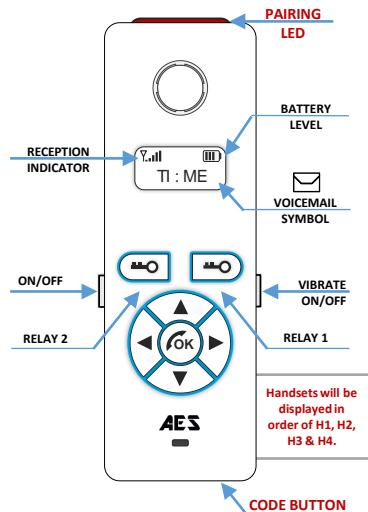 PAIRING
LED
BATTERY
LEVEL
RECEPTION
INDICATOR
TI : ME
VOICEMAIL
SYMBOL
ON/OFF
VIBRATE
ON/OFF
RELAY 2
RELAY 1
OK
Handsets will be
displayed in
order of H1, H2,
H3 & H4.
AES
CODE BUTTON